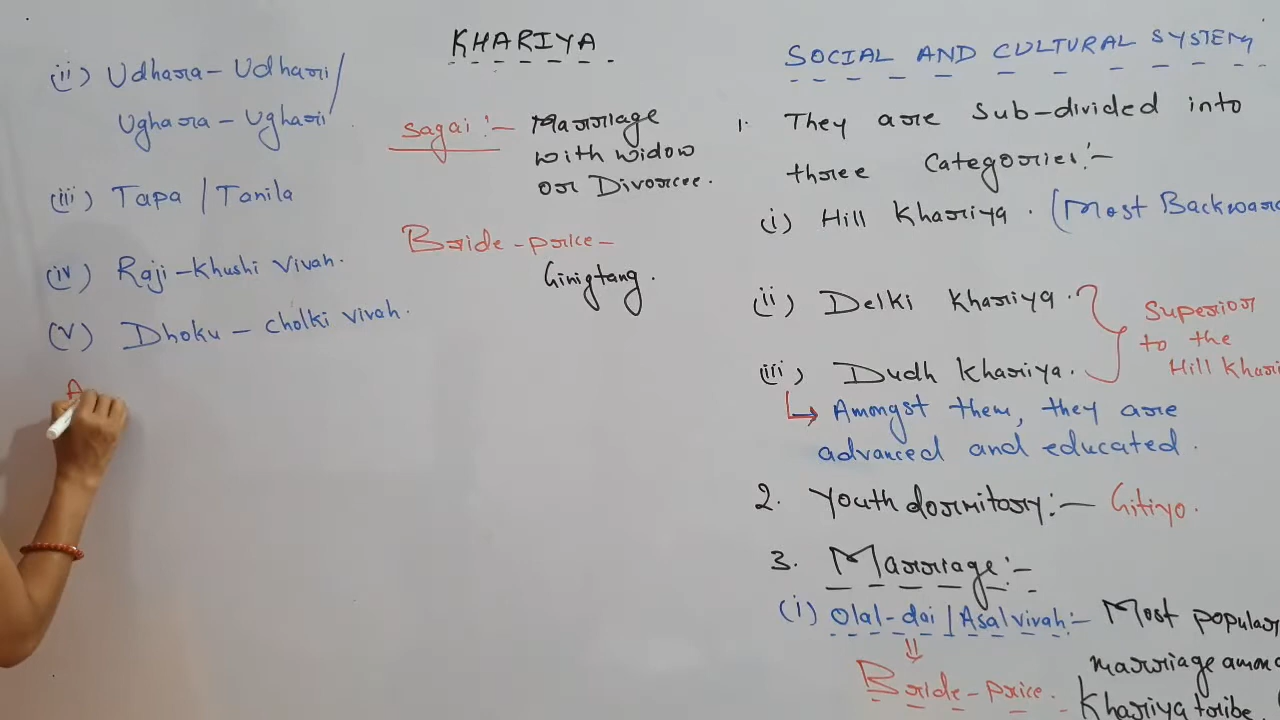 KHARIYA
SOCIAL AND CULTURAL SYSTEM
1. They are sub-divided into
three Categories:-
(i) Hill Khariya. (Most Backward
(ii) Delki Khariya.
(iii) Dudh Khariya.
Superior
to the
Hill Khari
Amongst them, they are
advanced and educated.
2. Youth dormitory:- Gitiyo.
3. Marriage:-
(i) Olal-dai / Asal vivah:- Most popular
marriage among
Khariya tribe.
Bride-price.
(ii) Udhara-Udhari/
Ughara-Ughari
(iii) Tapa / Tanila
(iv) Raji-Khushi Vivah.
(v) Dhoku-cholki vivah.
A
Sagai:- Marriage
with widow
or Divorcee.
Bride-price-
Ginigtang.